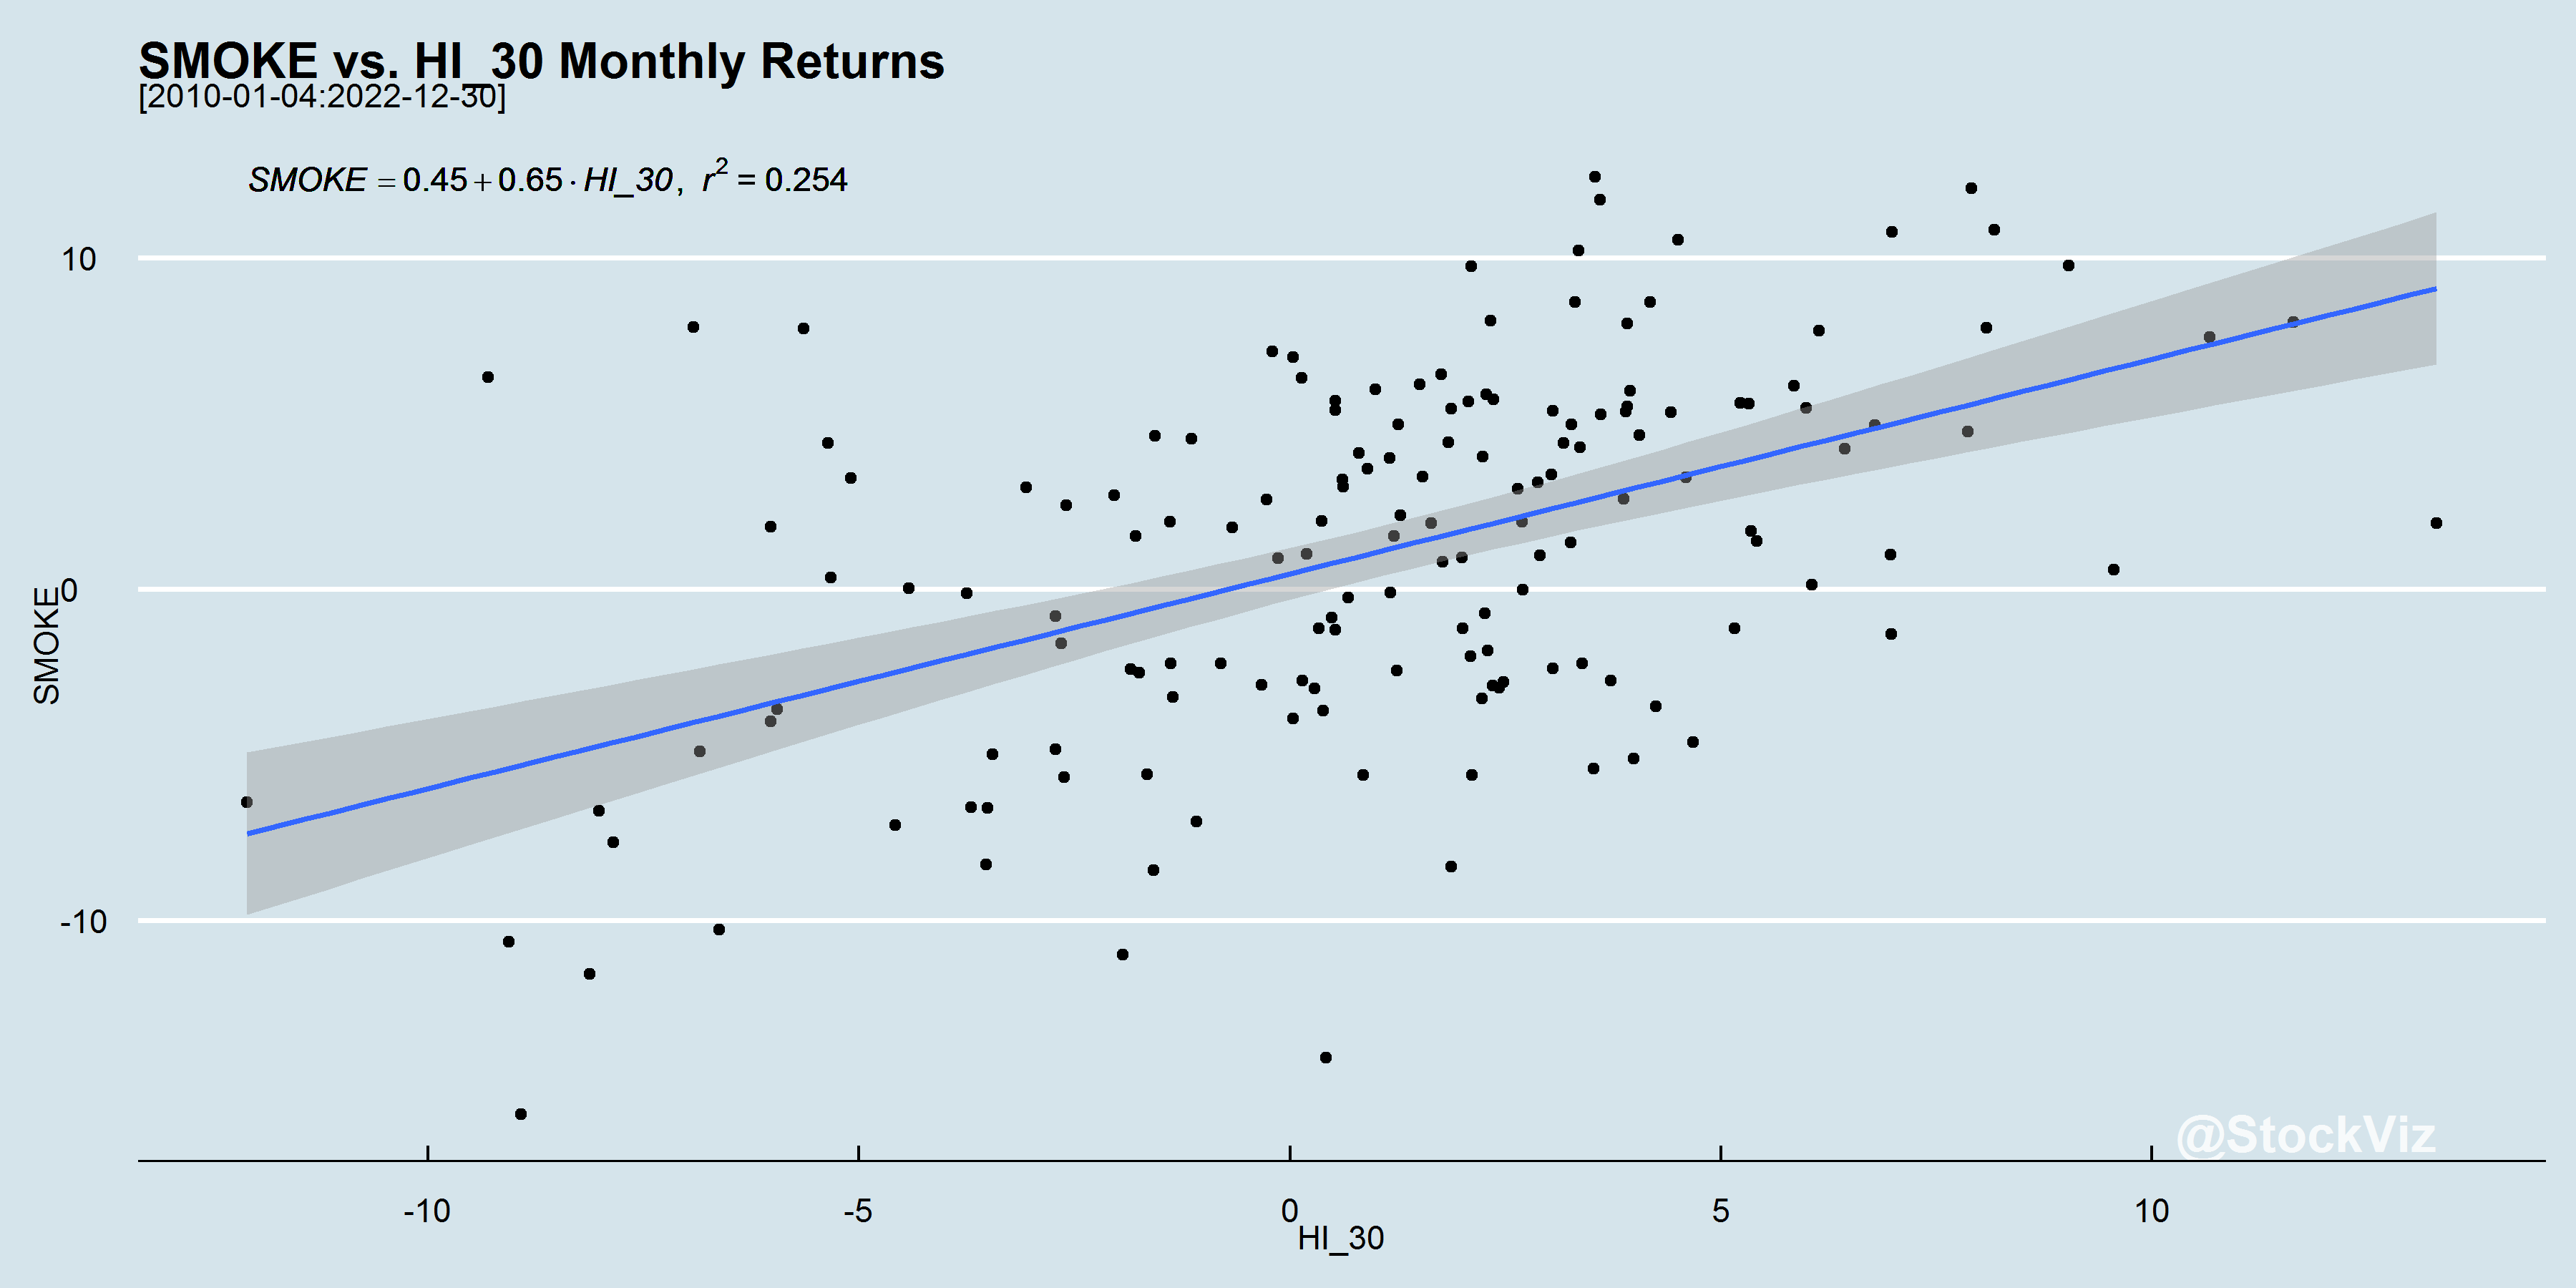 SMOKE vs. HI_30 Monthly Returns
[2010-01-04:2022-12-30]
SMOKE = 0.45 + 0.65 · HI_30, r² = 0.254
10
0
-10
SMOKE
@StockViz
-10 -5 0 5 10
HI_30